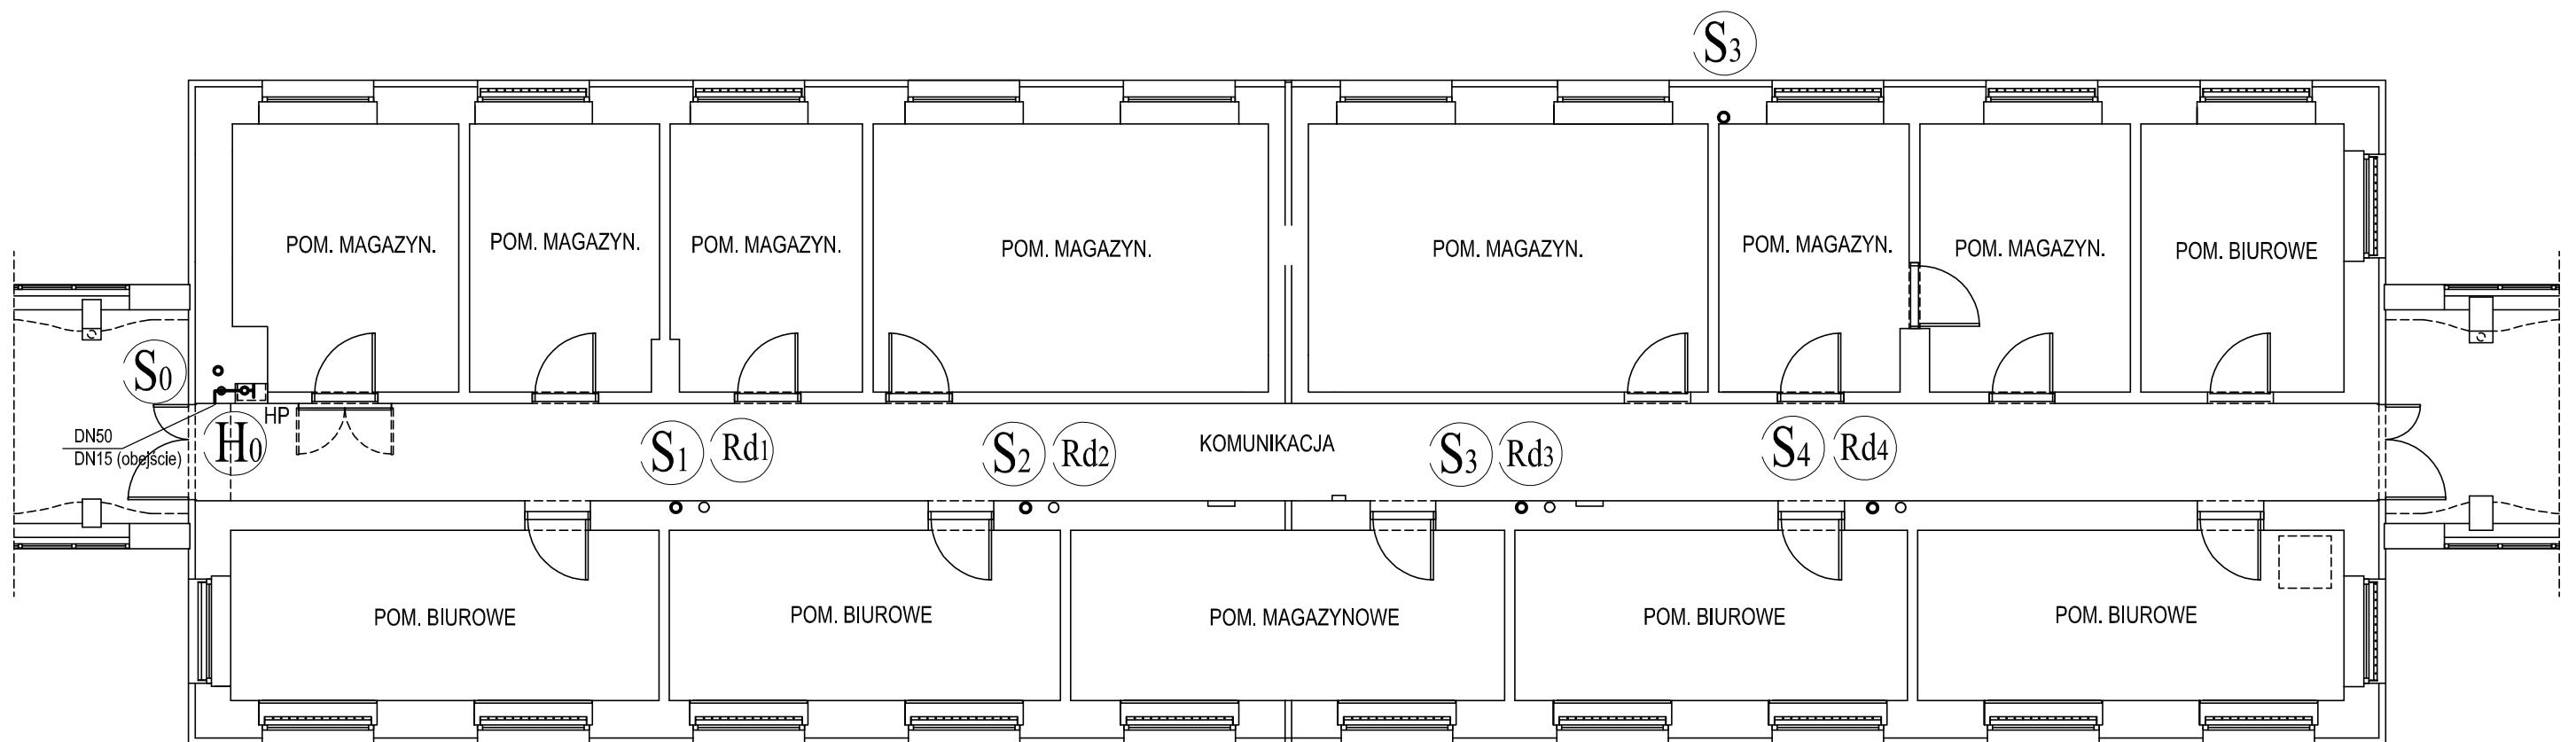 S3
POM. MAGAZYN.
POM. MAGAZYN.
POM. MAGAZYN.
POM. MAGAZYN.
POM. MAGAZYN.
POM. MAGAZYN.
POM. MAGAZYN.
POM. BIUROWE
S0
HP
H0
DN50
DN15 (obejście)
S1 Rd1
S2 Rd2
KOMUNIKACJA
S3 Rd3
S4 Rd4
POM. BIUROWE
POM. BIUROWE
POM. MAGAZYNOWE
POM. BIUROWE
POM. BIUROWE